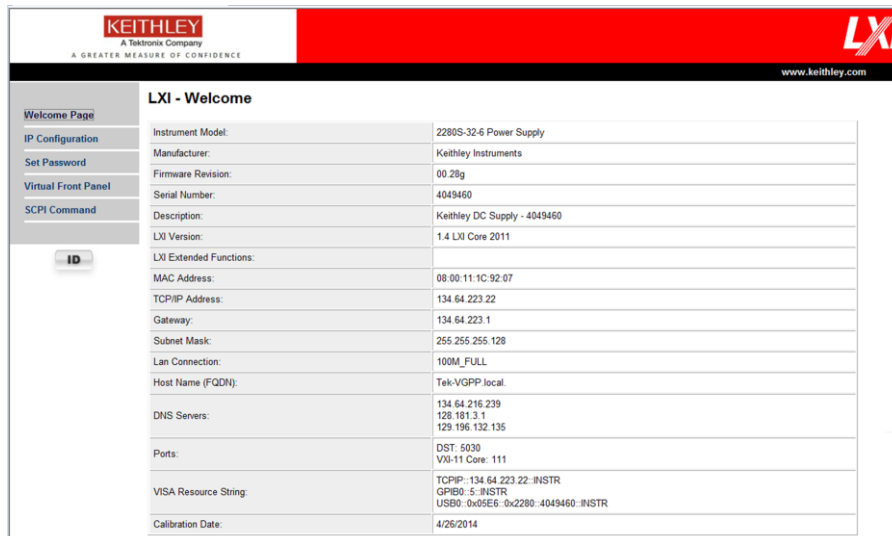 KEITHLEY
A Tektronix Company
A GREATER MEASURE OF CONFIDENCE
LXI
www.keithley.com
Welcome Page
IP Configuration
Set Password
Virtual Front Panel
SCPI Command
ID
LXI - Welcome
Instrument Model: 2280S-32-6 Power Supply
Manufacturer: Keithley Instruments
Firmware Revision: 00.28g
Serial Number: 4049460
Description: Keithley DC Supply - 4049460
LXI Version: 1.4 LXI Core 2011
LXI Extended Functions:
MAC Address: 08:00:11:1C:92:07
TCP/IP Address: 134.64.223.22
Gateway: 134.64.223.1
Subnet Mask: 255.255.255.128
Lan Connection: 100M_FULL
Host Name (FQDN): Tek-VGPP.local.
DNS Servers: 134.64.216.239
128.181.3.1
129.196.132.135
Ports: DST: 5030
VXI-11 Core: 111
VISA Resource String: TCPIP::134.64.223.22::INSTR
GPIB0::5::INSTR
USB0::0x05E6::0x2280::4049460::INSTR
Calibration Date: 4/26/2014